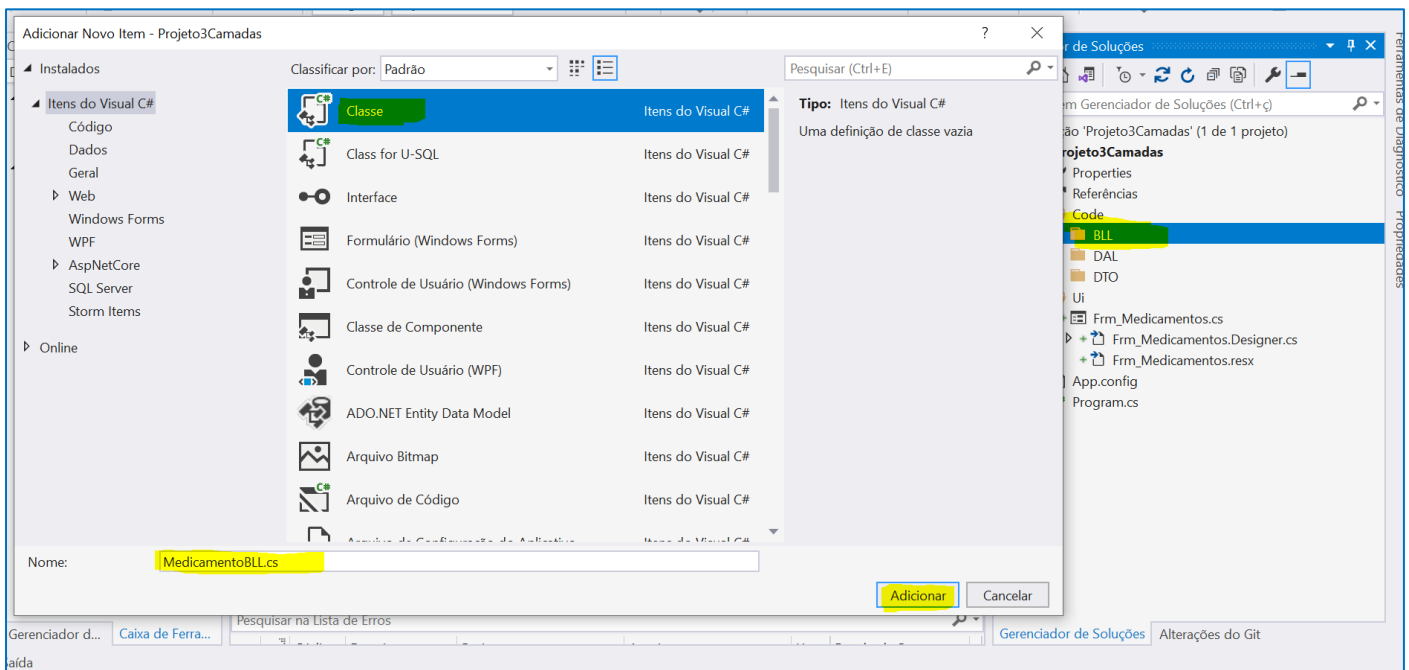 Adicionar Novo Item - Projeto3Camadas
?
Instalados
Classificar por: Padrão
Pesquisar (Ctrl+E)
Itens do Visual C#
Código
Dados
Geral
Web
Windows Forms
WPF
AspNetCore
SQL Server
Storm Items
Online
Classe Itens do Visual C#
Class for U-SQL Itens do Visual C#
Interface Itens do Visual C#
Formulário (Windows Forms) Itens do Visual C#
Controle de Usuário (Windows Forms) Itens do Visual C#
Classe de Componente Itens do Visual C#
Controle de Usuário (WPF) Itens do Visual C#
ADO.NET Entity Data Model Itens do Visual C#
Arquivo Bitmap Itens do Visual C#
Arquivo de Código Itens do Visual C#
Tipo: Itens do Visual C#
Uma definição de classe vazia
Nome: MedicamentoBLL.cs
Adicionar Cancelar
r de Soluções
em Gerenciador de Soluções (Ctrl+ç)
ão 'Projeto3Camadas' (1 de 1 projeto)
rojeto3Camadas
Properties
Referências
Code
BLL
DAL
DTO
Ui
Frm_Medicamentos.cs
Frm_Medicamentos.Designer.cs
Frm_Medicamentos.resx
App.config
Program.cs
Ferramentas de Diagnóstico
Propriedades
Pesquisar na Lista de Erros
Gerenciador d... Caixa de Ferra...
Gerenciador de Soluções Alterações do Git
aída